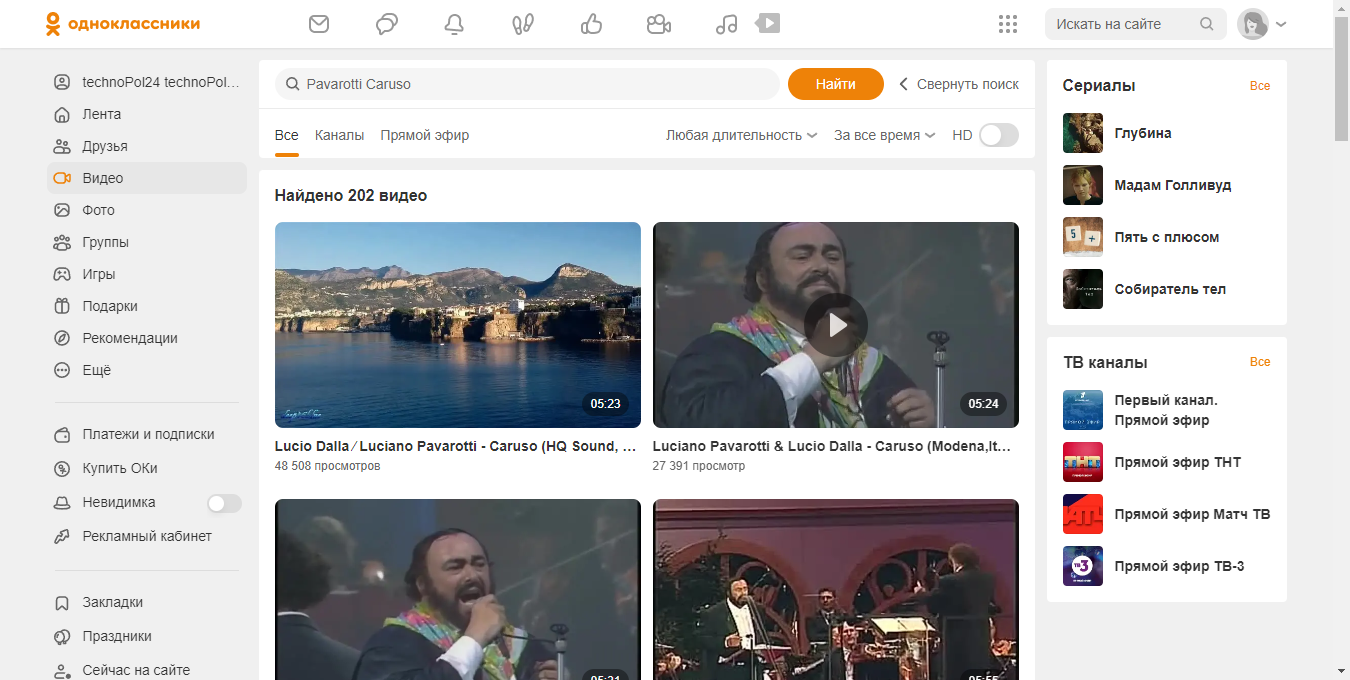 одноклассники
Искать на сайте
technoPol24 technoPol…
Лента
Друзья
Видео
Фото
Группы
Игры
Подарки
Рекомендации
Ещё
Платежи и подписки
Купить ОКи
Невидимка
Рекламный кабинет
Закладки
Праздники
Сейчас на сайте
Pavarotti Caruso
Найти
Свернуть поиск
Все Каналы Прямой эфир Любая длительность За все время HD
Найдено 202 видео
05:23
Lucio Dalla ⁄ Luciano Pavarotti - Caruso (HQ Sound, …
48 508 просмотров
05:24
Luciano Pavarotti & Lucio Dalla - Caruso (Modena,It…
27 391 просмотр
Сериалы Все
Глубина
Мадам Голливуд
5 +
Пять с плюсом
Собиратель тел
ТВ каналы Все
Первый канал.
Прямой эфир
ТНТ
Прямой эфир ТНТ
Прямой эфир Матч ТВ
ТВ 3
Прямой эфир ТВ-3